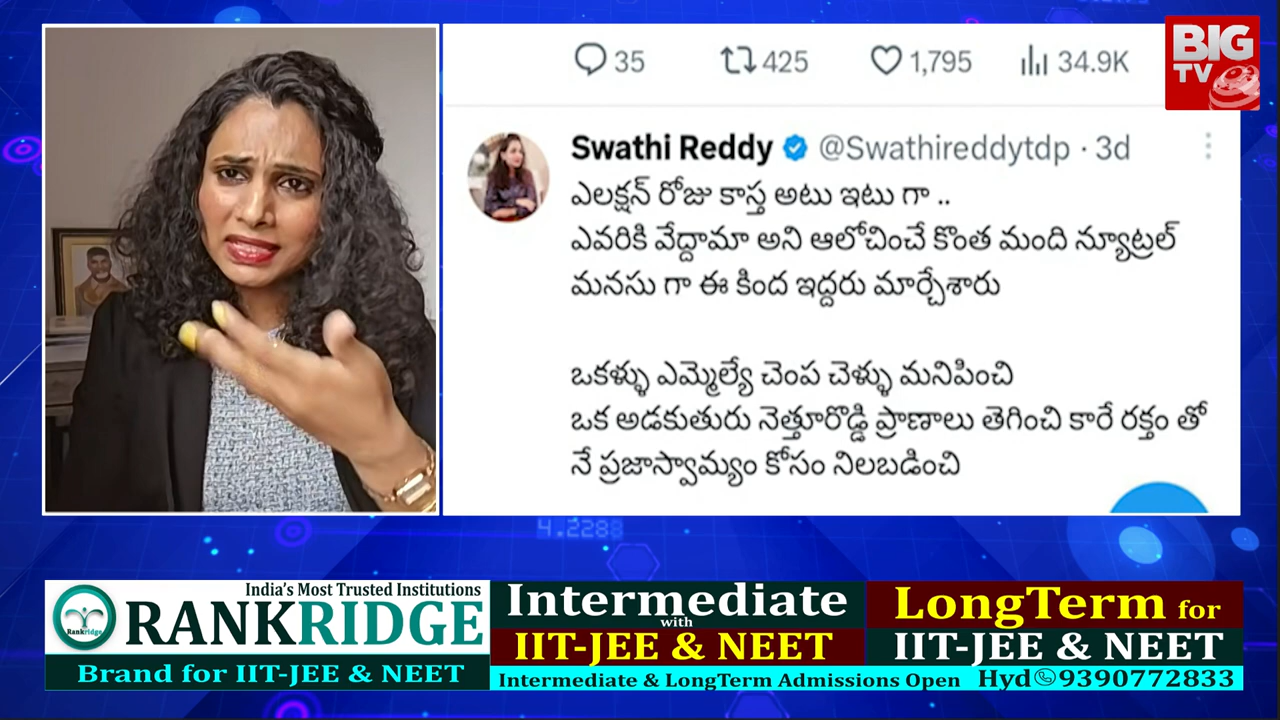 35 425 1,795 34.9K
BIG
TV
Swathi Reddy @Swathireddytdp · 3d
ఎలక్షన్ రోజు కాస్త అటు ఇటు గా ..
ఎవరికి వేద్దామా అని ఆలోచించే కొంత మంది న్యూట్రల్
మనసు గా ఈ కింద ఇద్దరు మార్చేశారు
ఒకళ్ళు ఎమ్మెల్యే చెంప చెళ్ళు మనిపించి
ఒక అడకుతురు నెత్తూరొడ్డి ప్రాణాలు తెగించి కారే రక్తం తో
నే ప్రజాస్వామ్యం కోసం నిలబడించి
4.2288
India's Most Trusted Institutions
Rankridge
RANKRIDGE
Brand for IIT-JEE & NEET
Intermediate
with
IIT-JEE & NEET
LongTerm for
IIT-JEE & NEET
Intermediate & LongTerm Admissions Open Hyd 9390772833